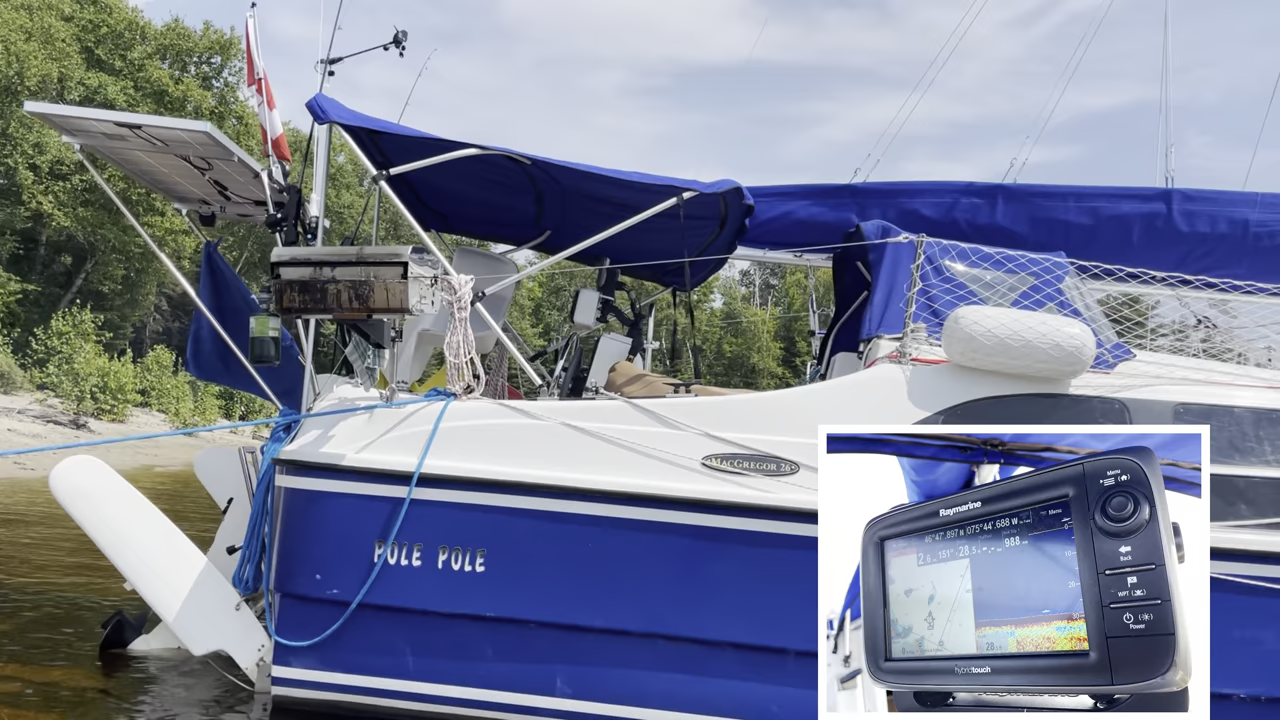 MACGREGOR 26
POLE POLE
Raymarine
Menu
46°47'.897 N 075°44'.688 W
Menu
2.6 151° 28.5 988
Back
WPT
Power
hybridtouch